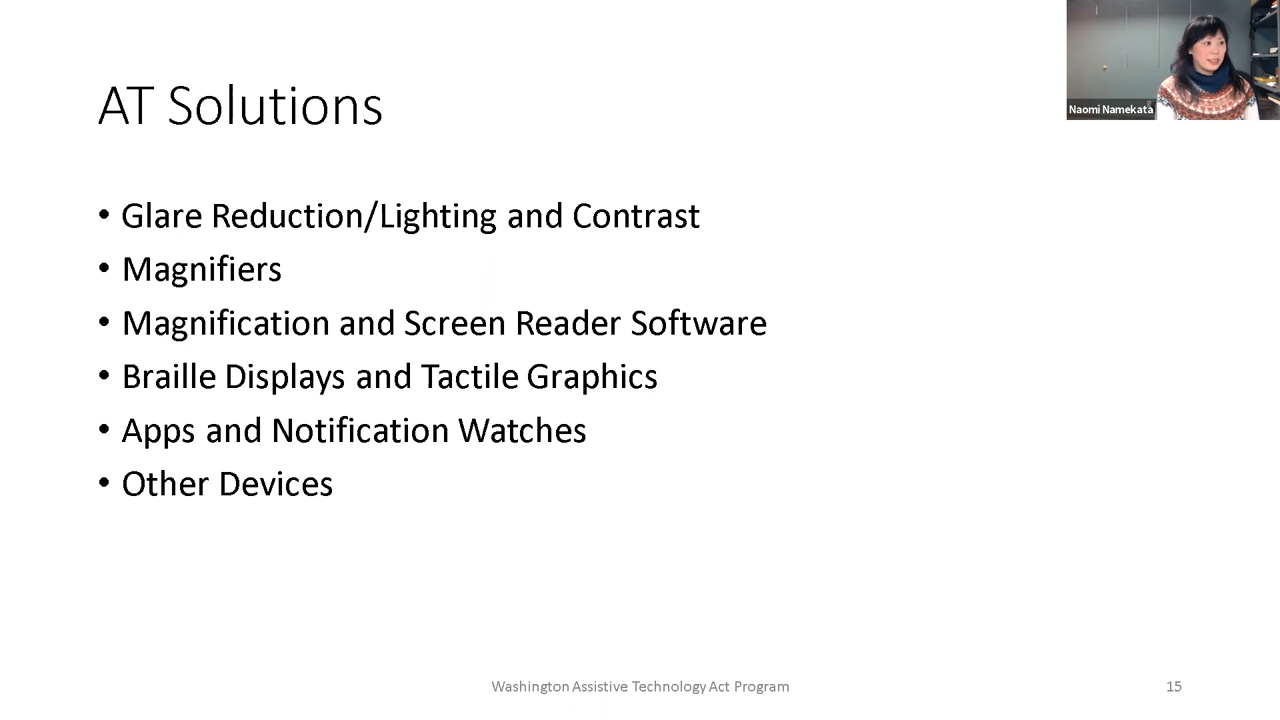 AT Solutions
Naomi Namekata
• Glare Reduction/Lighting and Contrast
• Magnifiers
• Magnification and Screen Reader Software
• Braille Displays and Tactile Graphics
• Apps and Notification Watches
• Other Devices
Washington Assistive Technology Act Program
15